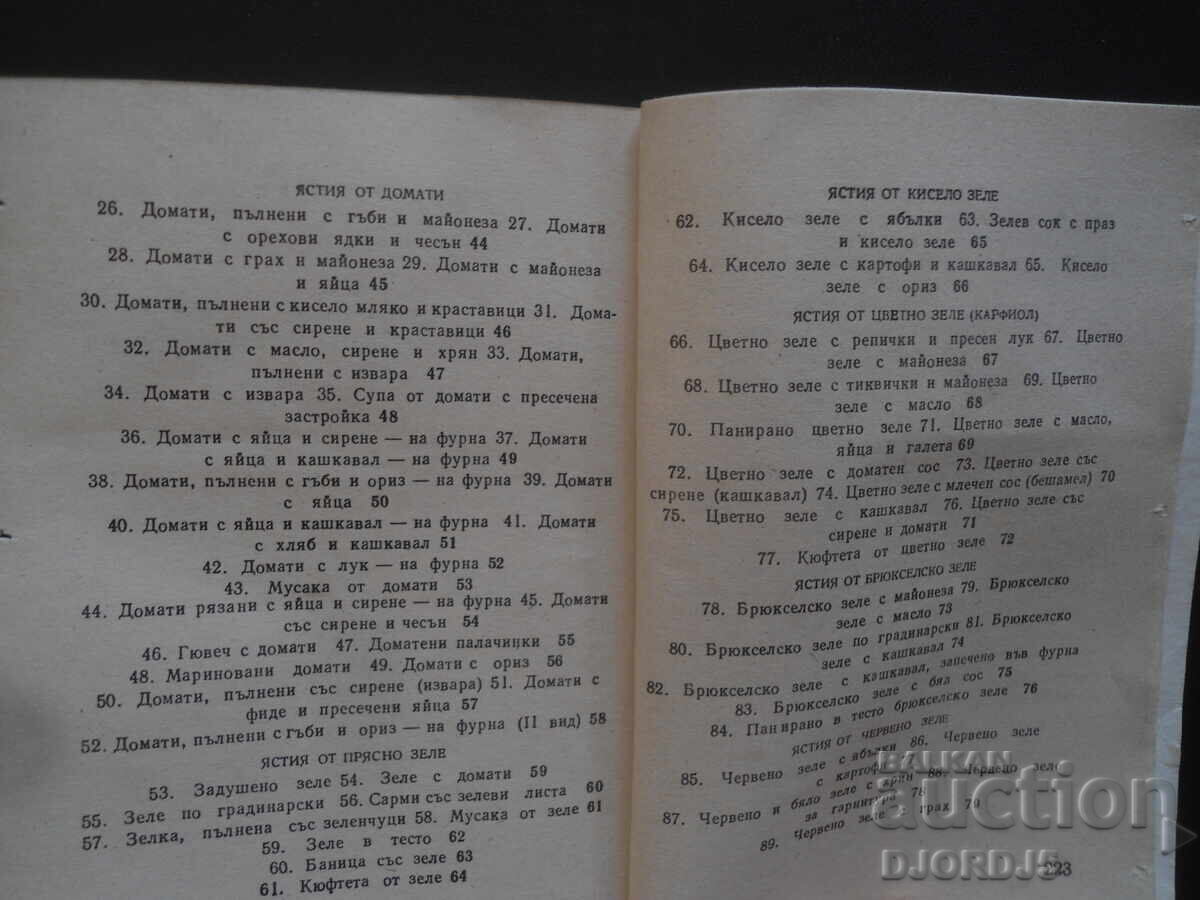 ЯСТИЯ ОТ ДОМАТИ
26. Домати, пълнени с гъби и майонеза 27. Домати
с орехови ядки и чесън 44
28. Домати с грах и майонеза 29. Домати с майонеза
и яйца 45
30. Домати, пълнени с кисело мляко и краставици 31. Дома-
ти със сирене и краставици 46
32. Домати с масло, сирене и хрян 33. Домати,
пълнени с извара 47
34. Домати с извара 35. Супа от домати с пресечена
застройка 48
36. Домати с яйца и сирене — на фурна 37. Домати
с яйца и кашкавал — на фурна 49
38. Домати, пълнени с гъби и ориз — на фурна 39. Домати
с яйца 50
40. Домати с яйца и кашкавал — на фурна 41. Домати
с хляб и кашкавал 51
42. Домати с лук — на фурна 52
43. Мусака от домати 53
44. Домати рязани с яйца и сирене — на фурна 45. Домати
със сирене и чесън 54
46. Гювеч с домати 47. Доматени палачинки 55
48. Мариновани домати 49. Домати с ориз 56
50. Домати, пълнени със сирене (извара) 51. Домати с
фиде и пресечени яйца 57
52. Домати, пълнени с гъби и ориз — на фурна (II вид) 58
ЯСТИЯ ОТ ПРЯСНО ЗЕЛЕ
53. Задушено зеле 54. Зеле с домати 59
55. Зеле по градинарски 56. Сарми със зелеви листа 60
57. Зелка, пълнена със зеленчуци 58. Мусака от зеле 61
59. Зеле в тесто 62
60. Баница със зеле 63
61. Кюфтета от зеле 64
ЯСТИЯ ОТ КИСЕЛО ЗЕЛЕ
62. Кисело зеле с ябълки 63. Зелев сок с праз
и кисело зеле 65
64. Кисело зеле с картофи и кашкавал 65. Кисело
зеле с ориз 66
ЯСТИЯ ОТ ЦВЕТНО ЗЕЛЕ (КАРФИОЛ)
66. Цветно зеле с репички и пресен лук 67. Цветно
зеле с майонеза 67
68. Цветно зеле с тиквички и майонеза 69. Цветно
зеле с масло 68
70. Панирано цветно зеле 71. Цветно зеле с масло,
яйца и галета 69
72. Цветно зеле с доматен сос 73. Цветно зеле със
сирене (кашкавал) 74. Цветно зеле с млечен сос (бешамел) 70
75. Цветно зеле с кашкавал 76. Цветно зеле със
сирене и домати 71
77. Кюфтета от цветно зеле 72
ЯСТИЯ ОТ БРЮКСЕЛСКО ЗЕЛЕ
78. Брюкселско зеле с майонеза 79. Брюкселско
зеле с масло 73
80. Брюкселско зеле по градинарски 81. Брюкселско
зеле с кашкавал 74
82. Брюкселско зеле с кашкавал, запечено във фурна
83. Брюкселско зеле с бял сос 75
84. Панирано в тесто брюкселско зеле 76
ЯСТИЯ ОТ ЧЕРВЕНО ЗЕЛЕ
85. Червено зеле с ябълки 86. Червено зеле
с картофи
87. Червено и бяло зеле с крни 88. Червено зеле
за гарнитура 78
89. Червено зеле с грах 79
223
BALKAN
auction
DJORDJ5